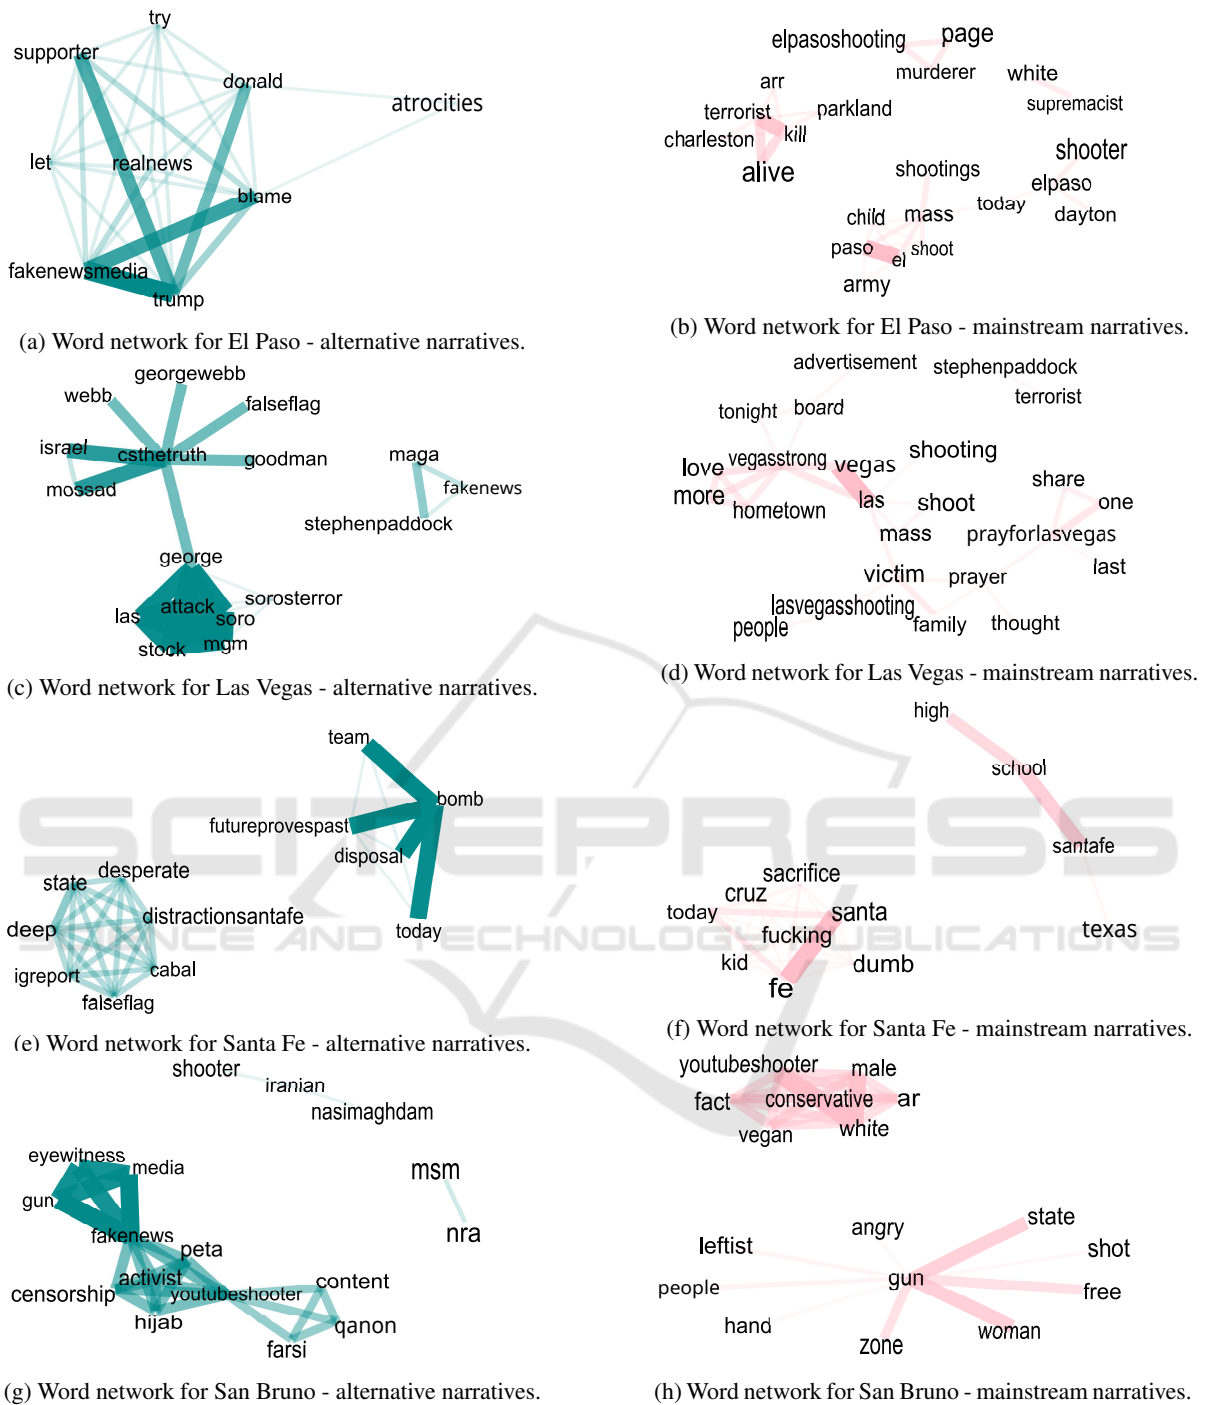 try
supporter
donald
atrocities
let
realnews
blame
fakenewsmedia
trump
(a) Word network for El Paso - alternative narratives.
page
elpasoshooting
murderer
white
arr
supremacist
terrorist
parkland
charleston
kill
alive
shooter
shootings
elpaso
today
dayton
child
mass
paso
shoot
el
army
(b) Word network for El Paso - mainstream narratives.
georgewebb
webb
falseflag
israel
csthetruth
goodman
maga
mossad
fakenews
stephenpaddock
george
attack
sorosterror
las
soro
stock
mgm
(c) Word network for Las Vegas - alternative narratives.
advertisement
stephenpaddock
terrorist
tonight
board
shooting
love
vegasstrong
vegas
more
share
hometown
las
shoot
one
mass
prayforlasvegas
victim
prayer
last
lasvegasshooting
people
family
thought
(d) Word network for Las Vegas - mainstream narratives.
team
bomb
futureprovespast
disposal
desperate
state
distractionsantafe
deep
today
igreport
cabal
falseflag
(e) Word network for Santa Fe - alternative narratives.
high
school
santafe
sacrifice
cruz
today
santa
fucking
texas
kid
dumb
fe
(f) Word network for Santa Fe - mainstream narratives.
shooter
iranian
nasimaghdam
eyewitness
media
msm
gun
fakenews
nra
peta
activist
content
censorship
youtubeshooter
hijab
qanon
farsi
(g) Word network for San Bruno - alternative narratives.
youtubeshooter
male
fact
conservative
ar
vegan
white
state
angry
leftist
shot
gun
people
free
hand
woman
zone
(h) Word network for San Bruno - mainstream narratives.
SCITEPRESS
SCIENCE AND TECHNOLOGY PUBLICATIONS